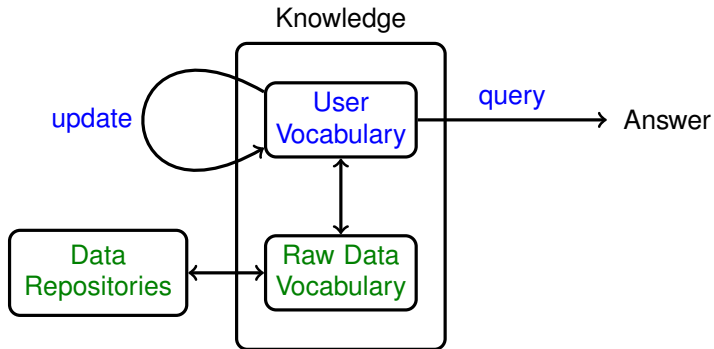 Knowledge
User
Vocabulary
update
query
Answer
Data
Repositories
Raw Data
Vocabulary